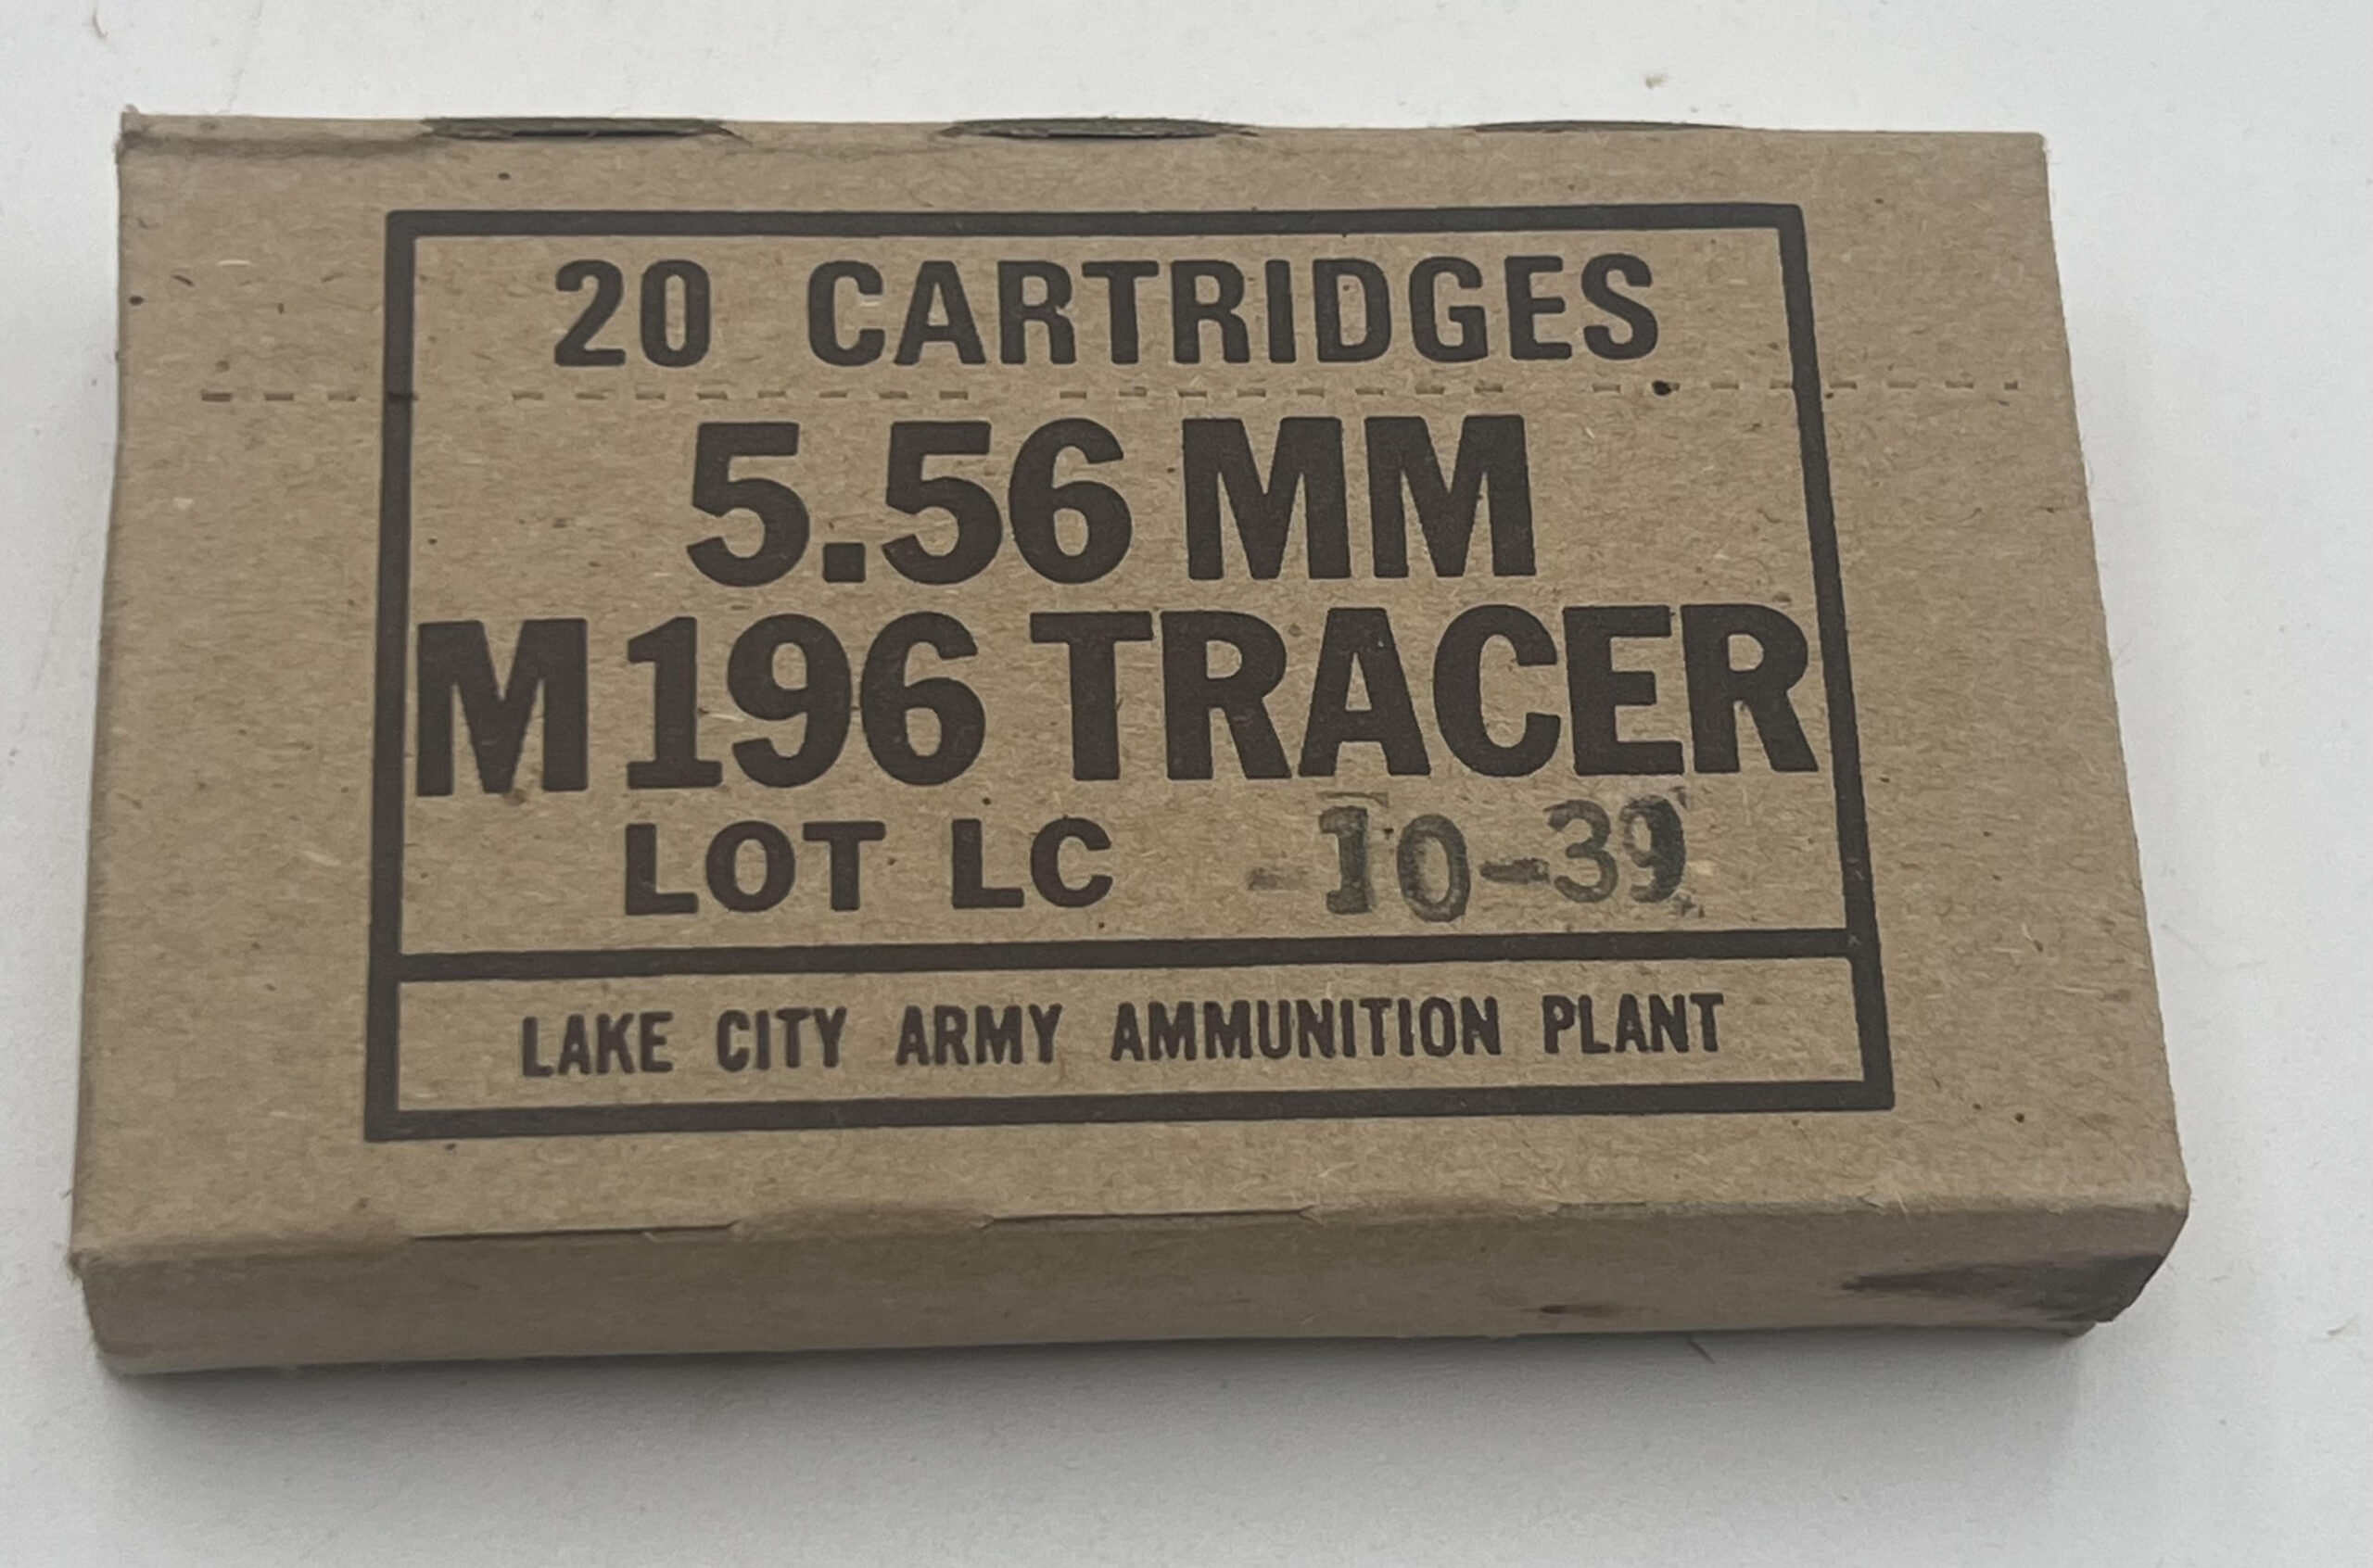 20 CARTRIDGES
5.56 MM
M196 TRACER
LOT LC -10-39
LAKE CITY ARMY AMMUNITION PLANT